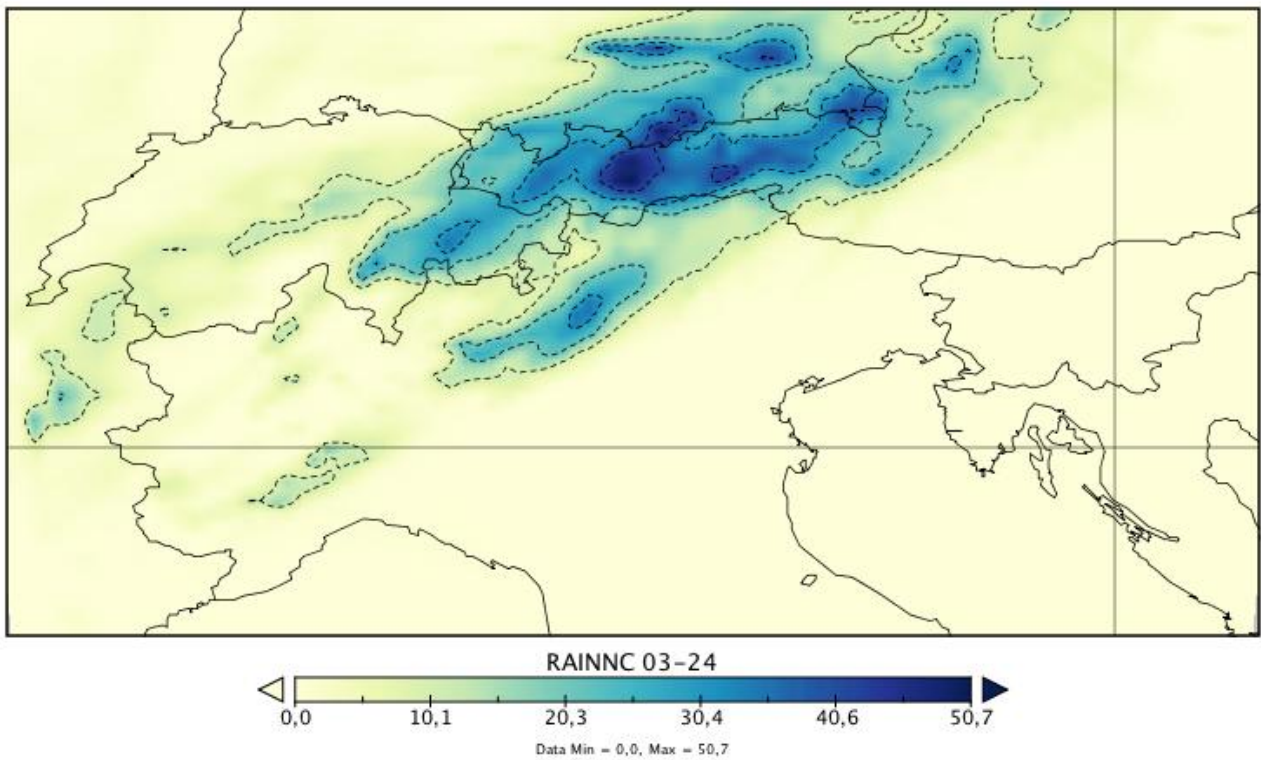 RAINNC 03-24
0,0 10,1 20,3 30,4 40,6 50,7
Data Min = 0,0, Max = 50,7